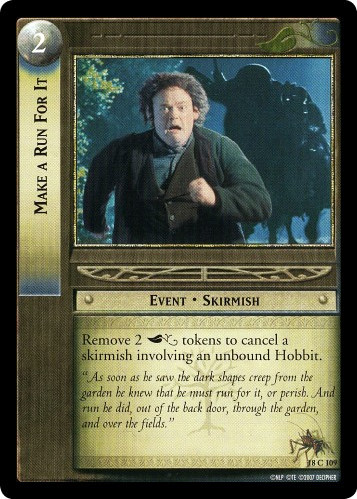 2
MAKE A RUN FOR IT
EVENT • SKIRMISH
Remove 2 tokens to cancel a
skirmish involving an unbound Hobbit.
"As soon as he saw the dark shapes creep from the
garden he knew that he must run for it, or perish. And
run he did, out of the back door, through the garden,
and over the fields."
18 C 109
©NLP ™TE ©2007 DECIPHER